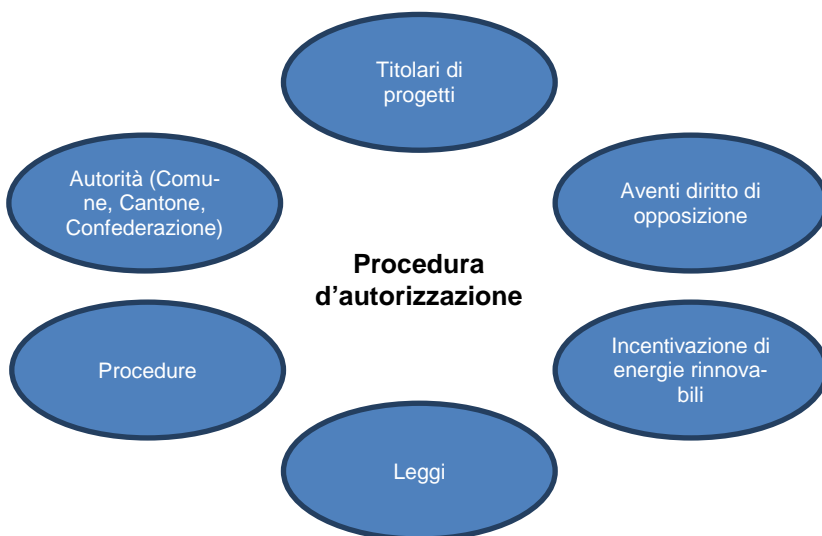 Titolari di
progetti
Autorità (Comu-
ne, Cantone,
Confederazione)
Aventi diritto di
opposizione
Procedura
d'autorizzazione
Procedure
Incentivazione di
energie rinnova-
bili
Leggi